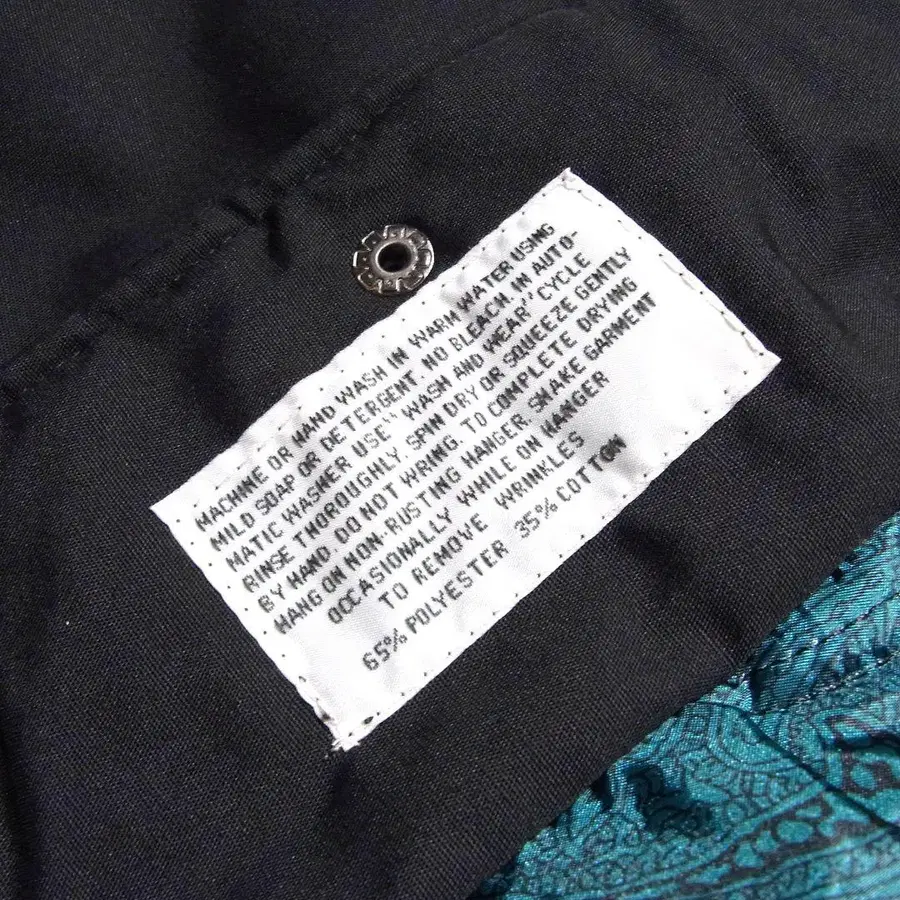 MACHINE OR HAND WASH IN WARM WATER USING
MILD SOAP OR DETERGENT. NO BLEACH. IN AUTO-
MATIC WASHER USE "WASH AND WEAR" CYCLE
RINSE THOROUGHLY. SPIN DRY OR SQUEEZE GENTLY
BY HAND. DO NOT WRING. TO COMPLETE DRYING
HANG ON NON-RUSTING HANGER. SHAKE GARMENT
OCCASIONALLY WHILE ON HANGER
TO REMOVE WRINKLES
65% POLYESTER 35% COTTON